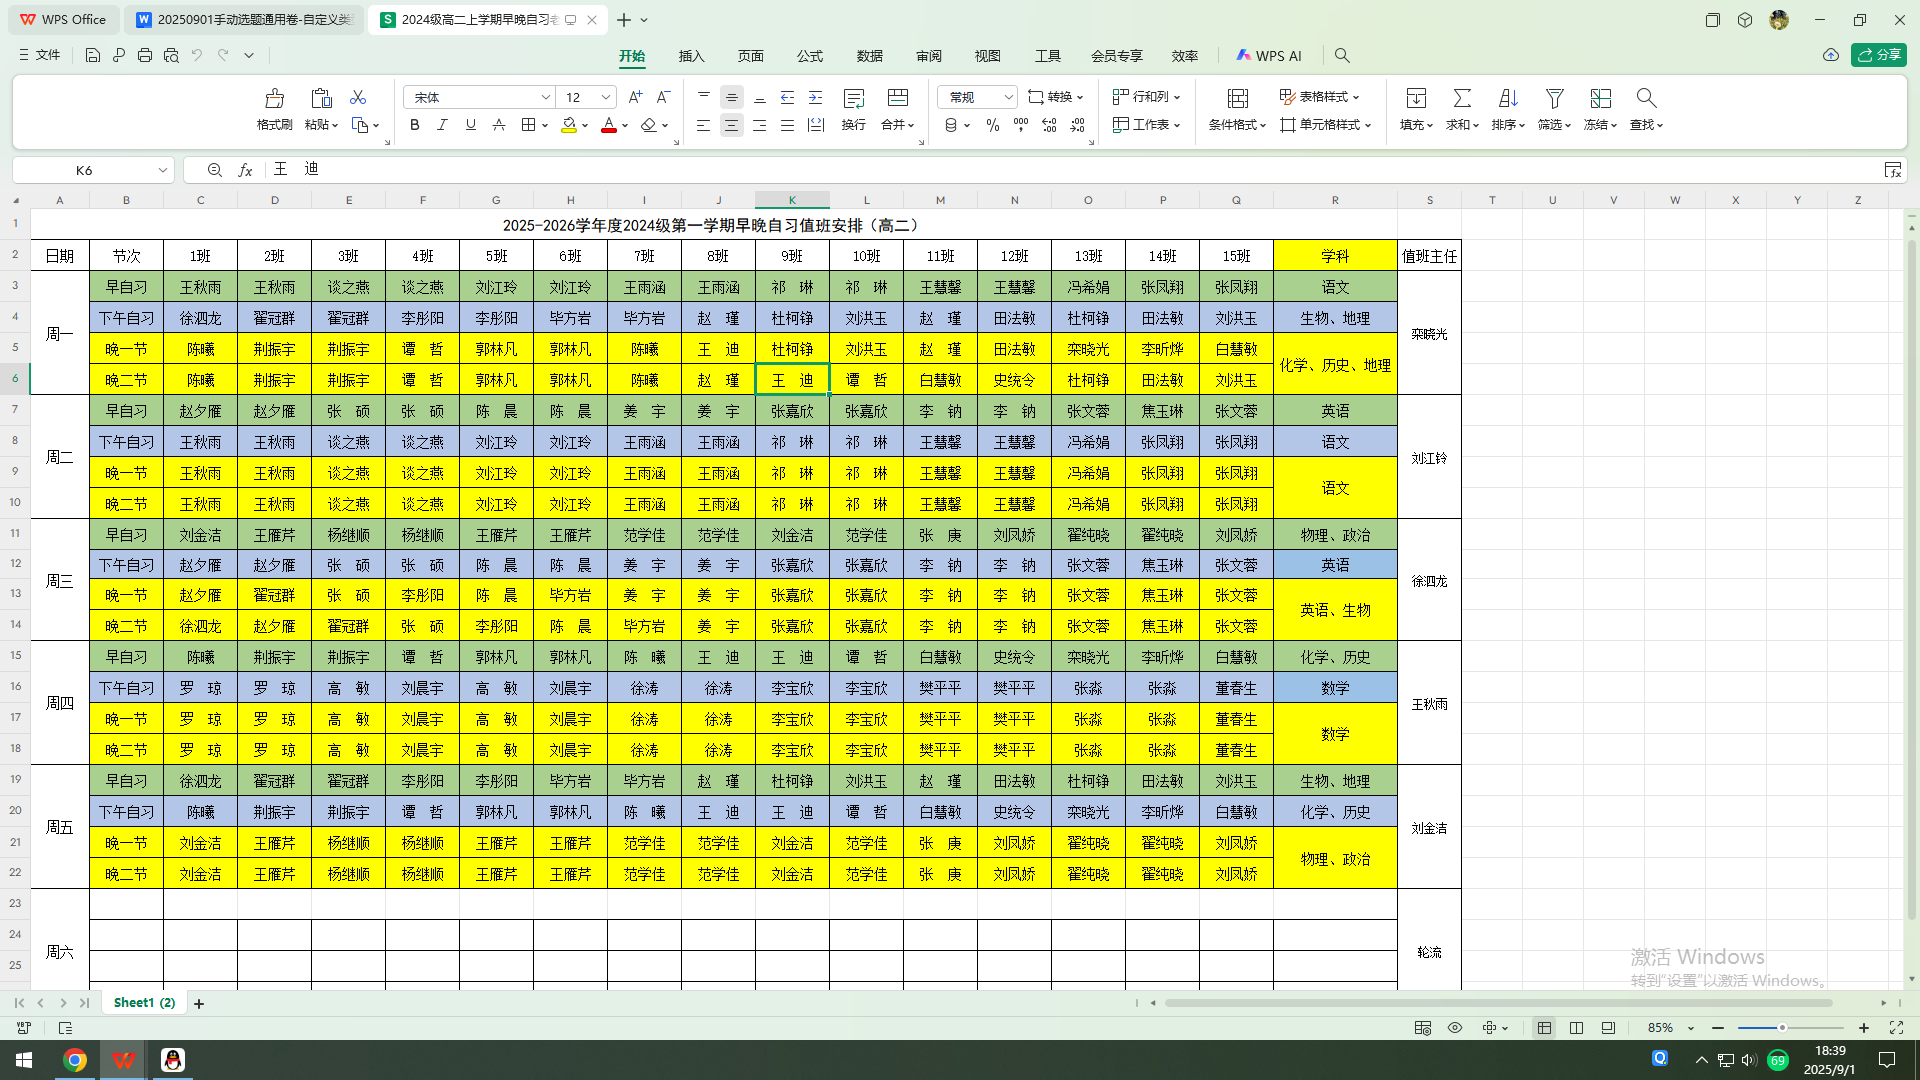 WPS Office
20250901手动选题通用卷-自定义类
2024级高二上学期早晚自习老
文件 开始 插入 页面 公式 数据 审阅 视图 工具 会员专享 效率 WPS AI 分享
格式刷 粘贴 宋体 12 换行 合并 常规 转换 行和列 工作表 条件格式 表格样式 单元格样式 填充 求和 排序 筛选 冻结 查找
K6 fx 王 迪
A B C D E F G H I J K L M N O P Q R S T U V W X Y Z
1 2025-2026学年度2024级第一学期早晚自习值班安排（高二）
2 日期 节次 1班 2班 3班 4班 5班 6班 7班 8班 9班 10班 11班 12班 13班 14班 15班 学科 值班主任
3 周一 早自习 王秋雨 王秋雨 谈之燕 谈之燕 刘江玲 刘江玲 王雨涵 王雨涵 祁 琳 祁 琳 王慧馨 王慧馨 冯希娟 张凤翔 张凤翔 语文 栾晓光
4 下午自习 徐泗龙 翟冠群 翟冠群 李彤阳 李彤阳 毕方岩 毕方岩 赵 瑾 杜柯铮 刘洪玉 赵 瑾 田法敏 杜柯铮 田法敏 刘洪玉 生物、地理
5 晚一节 陈曦 荆振宇 荆振宇 谭 哲 郭林凡 郭林凡 陈曦 王 迪 杜柯铮 刘洪玉 赵 瑾 田法敏 栾晓光 李昕烨 白慧敏 化学、历史、地理
6 晚二节 陈曦 荆振宇 荆振宇 谭 哲 郭林凡 郭林凡 陈曦 赵 瑾 王 迪 谭 哲 白慧敏 史统令 杜柯铮 田法敏 刘洪玉
7 周二 早自习 赵夕雁 赵夕雁 张 硕 张 硕 陈 晨 陈 晨 姜 宇 姜 宇 张嘉欣 张嘉欣 李 钠 李 钠 张文蓉 焦玉琳 张文蓉 英语 刘江铃
8 下午自习 王秋雨 王秋雨 谈之燕 谈之燕 刘江玲 刘江玲 王雨涵 王雨涵 祁 琳 祁 琳 王慧馨 王慧馨 冯希娟 张凤翔 张凤翔 语文
9 晚一节 王秋雨 王秋雨 谈之燕 谈之燕 刘江玲 刘江玲 王雨涵 王雨涵 祁 琳 祁 琳 王慧馨 王慧馨 冯希娟 张凤翔 张凤翔 语文
10 晚二节 王秋雨 王秋雨 谈之燕 谈之燕 刘江玲 刘江玲 王雨涵 王雨涵 祁 琳 祁 琳 王慧馨 王慧馨 冯希娟 张凤翔 张凤翔
11 周三 早自习 刘金洁 王雁芹 杨继顺 杨继顺 王雁芹 王雁芹 范学佳 范学佳 刘金洁 范学佳 张 庚 刘凤娇 翟纯晓 翟纯晓 刘凤娇 物理、政治 徐泗龙
12 下午自习 赵夕雁 赵夕雁 张 硕 张 硕 陈 晨 陈 晨 姜 宇 姜 宇 张嘉欣 张嘉欣 李 钠 李 钠 张文蓉 焦玉琳 张文蓉 英语
13 晚一节 赵夕雁 翟冠群 张 硕 李彤阳 陈 晨 毕方岩 姜 宇 姜 宇 张嘉欣 张嘉欣 李 钠 李 钠 张文蓉 焦玉琳 张文蓉 英语、生物
14 晚二节 徐泗龙 赵夕雁 翟冠群 张 硕 李彤阳 陈 晨 毕方岩 姜 宇 张嘉欣 张嘉欣 李 钠 李 钠 张文蓉 焦玉琳 张文蓉
15 周四 早自习 陈曦 荆振宇 荆振宇 谭 哲 郭林凡 郭林凡 陈 曦 王 迪 王 迪 谭 哲 白慧敏 史统令 栾晓光 李昕烨 白慧敏 化学、历史 王秋雨
16 下午自习 罗 琼 罗 琼 高 敏 刘晨宇 高 敏 刘晨宇 徐涛 徐涛 李宝欣 李宝欣 樊平平 樊平平 张淼 张淼 董春生 数学
17 晚一节 罗 琼 罗 琼 高 敏 刘晨宇 高 敏 刘晨宇 徐涛 徐涛 李宝欣 李宝欣 樊平平 樊平平 张淼 张淼 董春生 数学
18 晚二节 罗 琼 罗 琼 高 敏 刘晨宇 高 敏 刘晨宇 徐涛 徐涛 李宝欣 李宝欣 樊平平 樊平平 张淼 张淼 董春生
19 周五 早自习 徐泗龙 翟冠群 翟冠群 李彤阳 李彤阳 毕方岩 毕方岩 赵 瑾 杜柯铮 刘洪玉 赵 瑾 田法敏 杜柯铮 田法敏 刘洪玉 生物、地理 刘金洁
20 下午自习 陈曦 荆振宇 荆振宇 谭 哲 郭林凡 郭林凡 陈 曦 王 迪 王 迪 谭 哲 白慧敏 史统令 栾晓光 李昕烨 白慧敏 化学、历史
21 晚一节 刘金洁 王雁芹 杨继顺 杨继顺 王雁芹 王雁芹 范学佳 范学佳 刘金洁 范学佳 张 庚 刘凤娇 翟纯晓 翟纯晓 刘凤娇 物理、政治
22 晚二节 刘金洁 王雁芹 杨继顺 杨继顺 王雁芹 王雁芹 范学佳 范学佳 刘金洁 范学佳 张 庚 刘凤娇 翟纯晓 翟纯晓 刘凤娇
23
24 周六 轮流
25
激活 Windows
转到“设置”以激活 Windows。
Sheet1 (2)
85%
69
18:39
2025/9/1